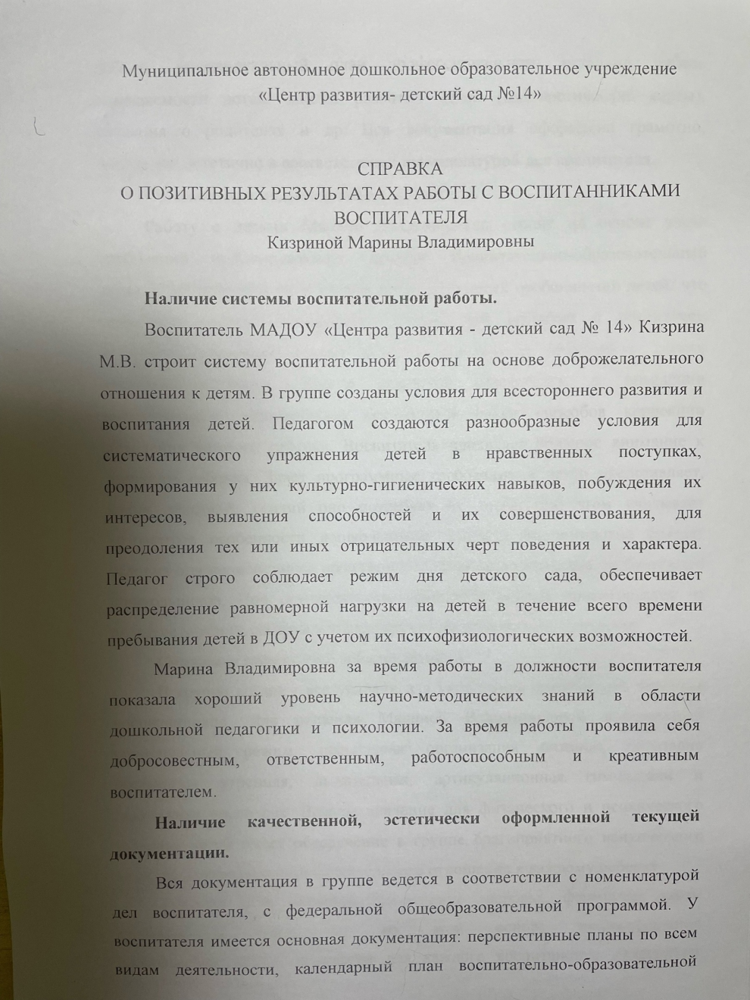 Муниципальное автономное дошкольное образовательное учреждение
«Центр развития- детский сад №14»
СПРАВКА
О ПОЗИТИВНЫХ РЕЗУЛЬТАТАХ РАБОТЫ С ВОСПИТАННИКАМИ
ВОСПИТАТЕЛЯ
Кизриной Марины Владимировны
Наличие системы воспитательной работы.
Воспитатель МАДОУ «Центра развития - детский сад № 14» Кизрина
М.В. строит систему воспитательной работы на основе доброжелательного
отношения к детям. В группе созданы условия для всестороннего развития и
воспитания детей. Педагогом создаются разнообразные условия для
систематического упражнения детей в нравственных поступках,
формирования у них культурно-гигиенических навыков, побуждения их
интересов, выявления способностей и их совершенствования, для
преодоления тех или иных отрицательных черт поведения и характера.
Педагог строго соблюдает режим дня детского сада, обеспечивает
распределение равномерной нагрузки на детей в течение всего времени
пребывания детей в ДОУ с учетом их психофизиологических возможностей.
Марина Владимировна за время работы в должности воспитателя
показала хороший уровень научно-методических знаний в области
дошкольной педагогики и психологии. За время работы проявила себя
добросовестным, ответственным, работоспособным и креативным
воспитателем.
Наличие качественной, эстетически оформленной текущей
документации.
Вся документация в группе ведется в соответствии с номенклатурой
дел воспитателя, с федеральной общеобразовательной программой. У
воспитателя имеется основная документация: перспективные планы по всем
видам деятельности, календарный план воспитательно-образовательной